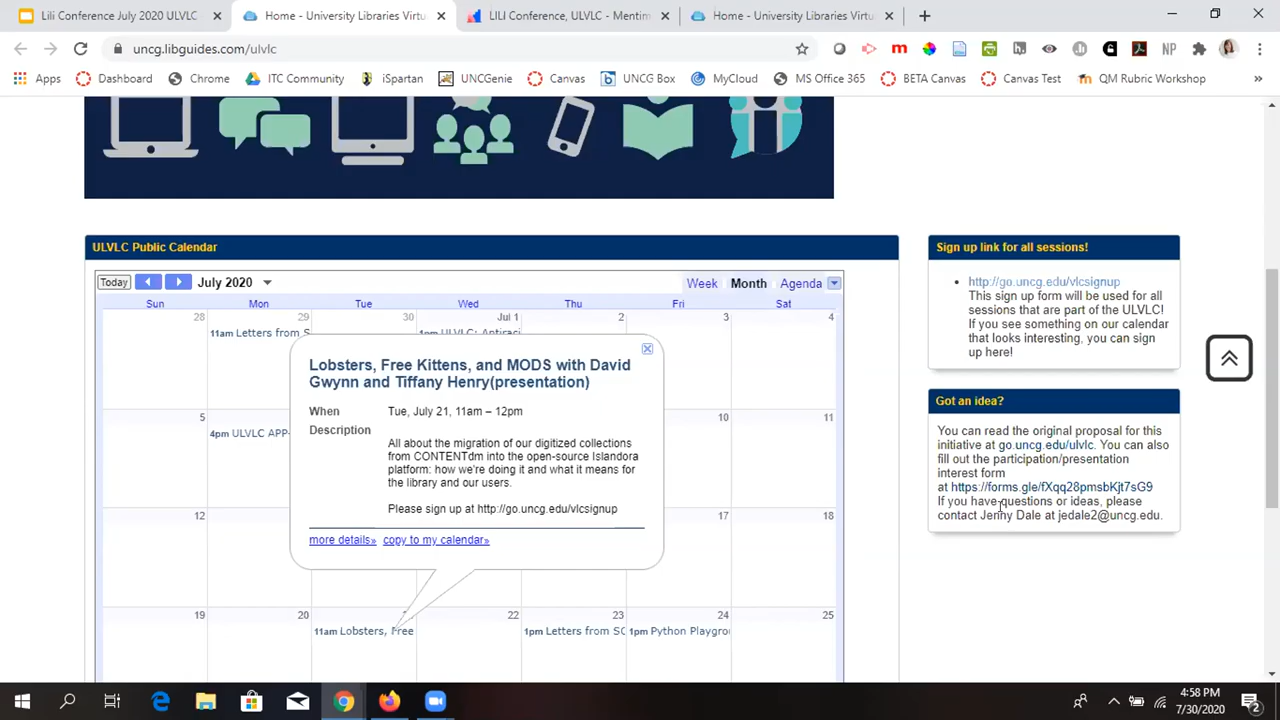 Lili Conference July 2020 ULVLC
Home - University Libraries Virtu
LILI Conference, ULVLC - Mentim
Home - University Libraries Virtu
uncg.libguides.com/ulvlc
Apps
Dashboard
Chrome
ITC Community
iSpartan
UNCGenie
Canvas
UNCG Box
MyCloud
MS Office 365
BETA Canvas
Canvas Test
QM Rubric Workshop
»
ULVLC Public Calendar
Today
July 2020
Week
Month
Agenda
Sun
Mon
Tue
Wed
Thu
Fri
Sat
28
29
30
Jul 1
2
3
4
11am Letters from S
1pm ULVLC: Antiraci
Lobsters, Free Kittens, and MODS with David
Gwynn and Tiffany Henry(presentation)
When
Tue, July 21, 11am – 12pm
Description
All about the migration of our digitized collections
from CONTENTdm into the open-source Islandora
platform: how we're doing it and what it means for
the library and our users.
Please sign up at http://go.uncg.edu/vlcsignup
more details»
copy to my calendar»
5
10
11
4pm ULVLC APP-
12
17
18
19
20
22
23
24
25
11am Lobsters, Free
1pm Letters from SC
1pm Python Playgro
Sign up link for all sessions!
http://go.uncg.edu/vlcsignup
This sign up form will be used for all
sessions that are part of the ULVLC!
If you see something on our calendar
that looks interesting, you can sign
up here!
Got an idea?
You can read the original proposal for this
initiative at go.uncg.edu/ulvlc. You can also
fill out the participation/presentation
interest form
at https://forms.gle/fXqq28pmsbKjt7sG9
If you have questions or ideas, please
contact Jenny Dale at jedale2@uncg.edu.
4:58 PM
7/30/2020
2